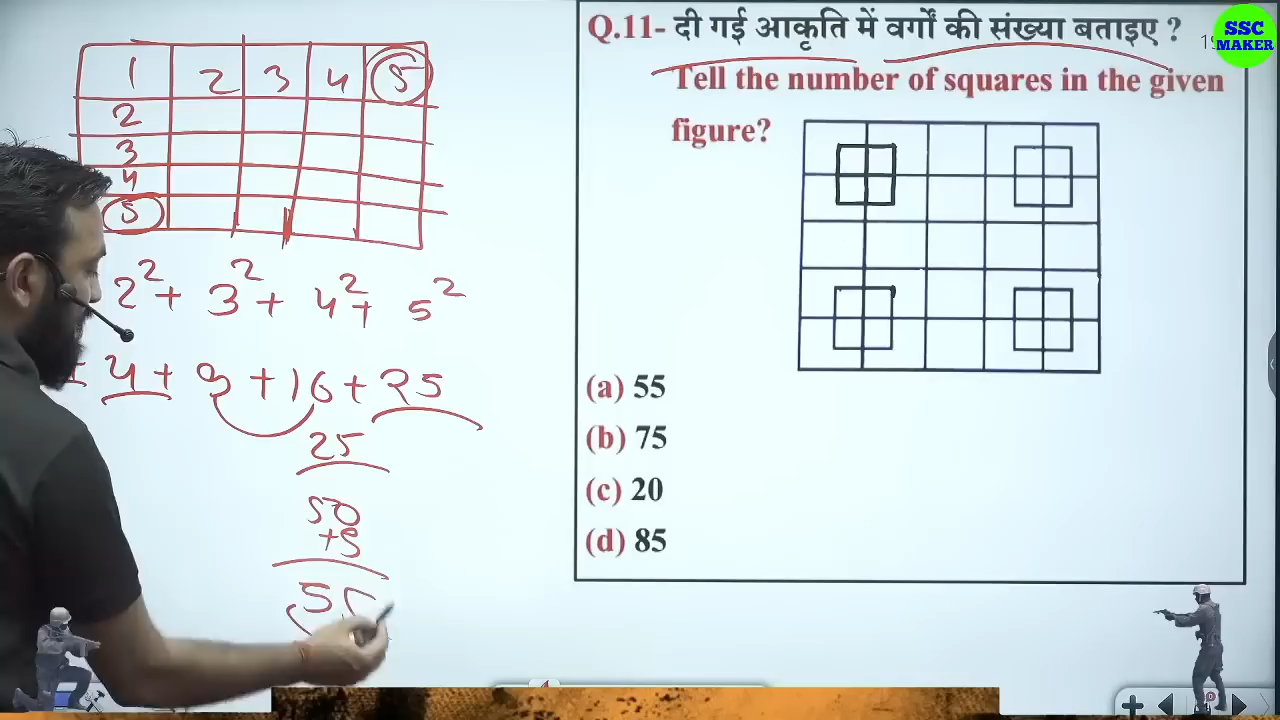 1 2 3 4 5
2
3
4
5
2² + 3² + 4² + 5²
4 + 9 + 16 + 25
25
50
+5
Q.11- दी गई आकृति में वर्गों की संख्या बताइए ?
Tell the number of squares in the given
figure?
(a) 55
(b) 75
(c) 20
(d) 85
SSC
MAKER